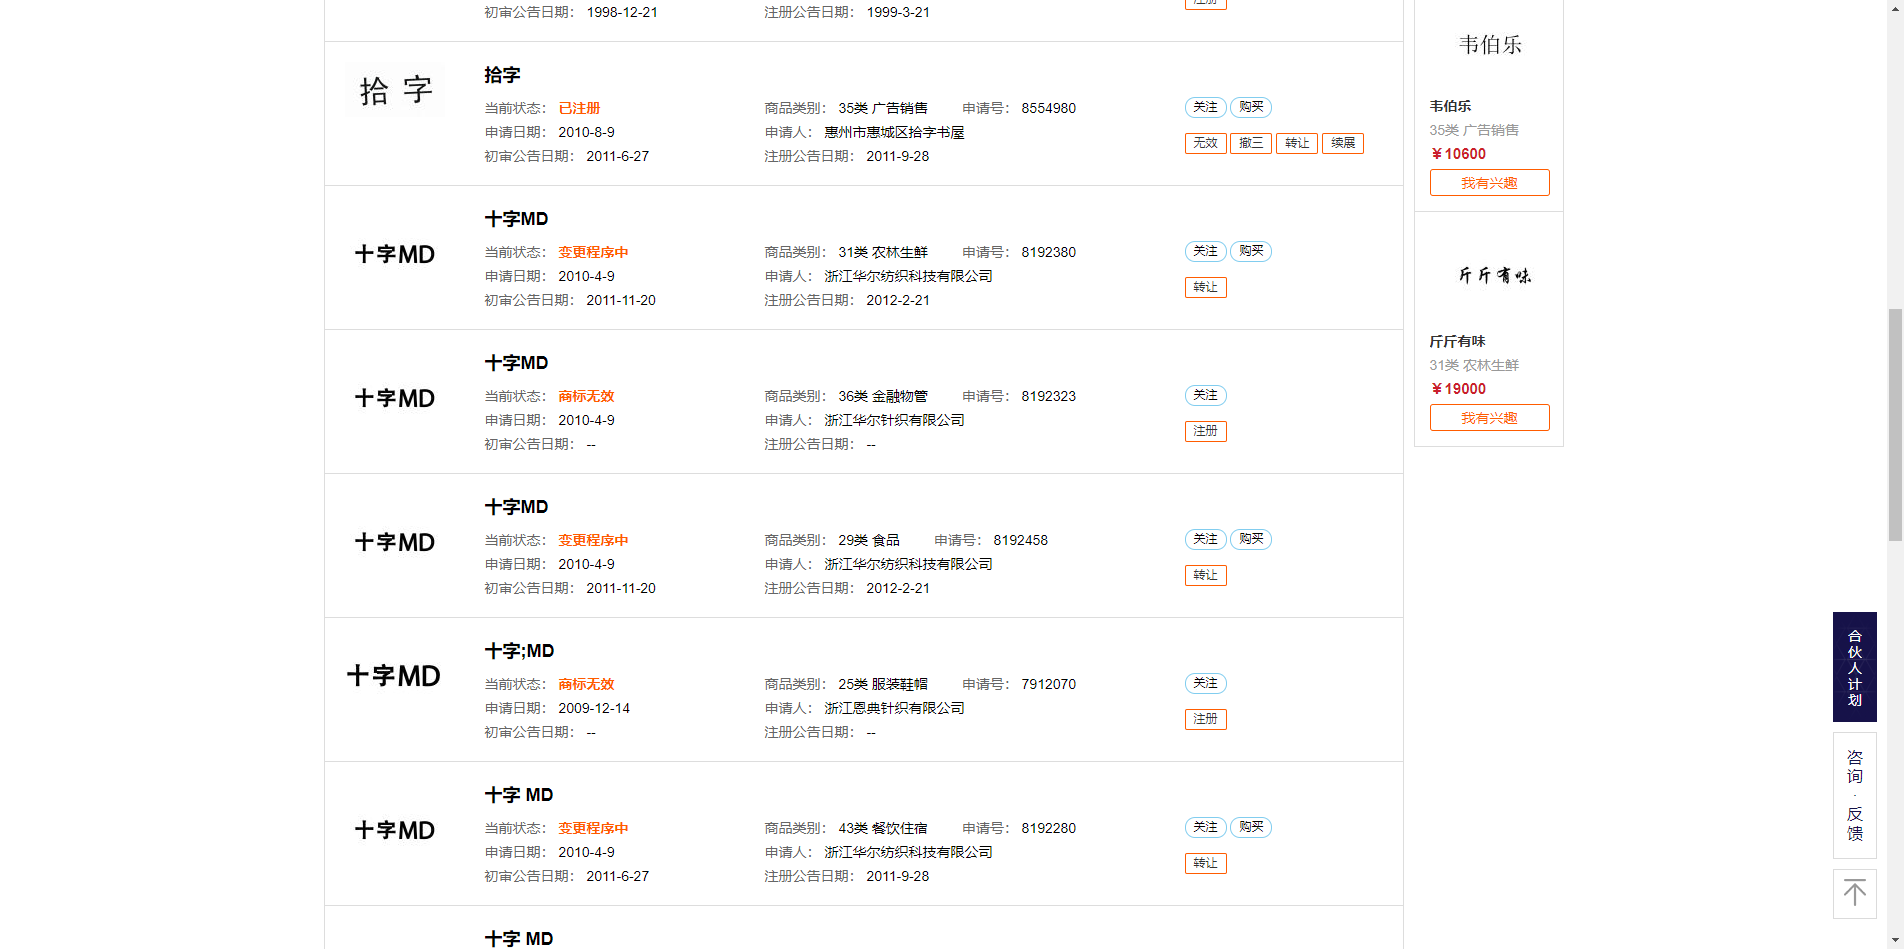 初审公告日期： 1998-12-21 注册公告日期： 1999-3-21
注册
拾字
拾字
当前状态： 已注册 商品类别： 35类 广告销售 申请号： 8554980 关注 购买
申请日期： 2010-8-9 申请人： 惠州市惠城区拾字书屋
无效 撤三 转让 续展
初审公告日期： 2011-6-27 注册公告日期： 2011-9-28
十字MD
十字MD
当前状态： 变更程序中 商品类别： 31类 农林生鲜 申请号： 8192380 关注 购买
申请日期： 2010-4-9 申请人： 浙江华尔纺织科技有限公司
转让
初审公告日期： 2011-11-20 注册公告日期： 2012-2-21
十字MD
十字MD
当前状态： 商标无效 商品类别： 36类 金融物管 申请号： 8192323 关注
申请日期： 2010-4-9 申请人： 浙江华尔针织有限公司
注册
初审公告日期： -- 注册公告日期： --
十字MD
十字MD
当前状态： 变更程序中 商品类别： 29类 食品 申请号： 8192458 关注 购买
申请日期： 2010-4-9 申请人： 浙江华尔纺织科技有限公司
转让
初审公告日期： 2011-11-20 注册公告日期： 2012-2-21
十字;MD
十字MD
当前状态： 商标无效 商品类别： 25类 服装鞋帽 申请号： 7912070 关注
申请日期： 2009-12-14 申请人： 浙江恩典针织有限公司
注册
初审公告日期： -- 注册公告日期： --
十字 MD
十字MD
当前状态： 变更程序中 商品类别： 43类 餐饮住宿 申请号： 8192280 关注 购买
申请日期： 2010-4-9 申请人： 浙江华尔纺织科技有限公司
转让
初审公告日期： 2011-6-27 注册公告日期： 2011-9-28
十字 MD
韦伯乐
韦伯乐
35类 广告销售
￥10600
我有兴趣
斤斤有味
斤斤有味
31类 农林生鲜
￥19000
我有兴趣
合伙人计划
咨询·反馈